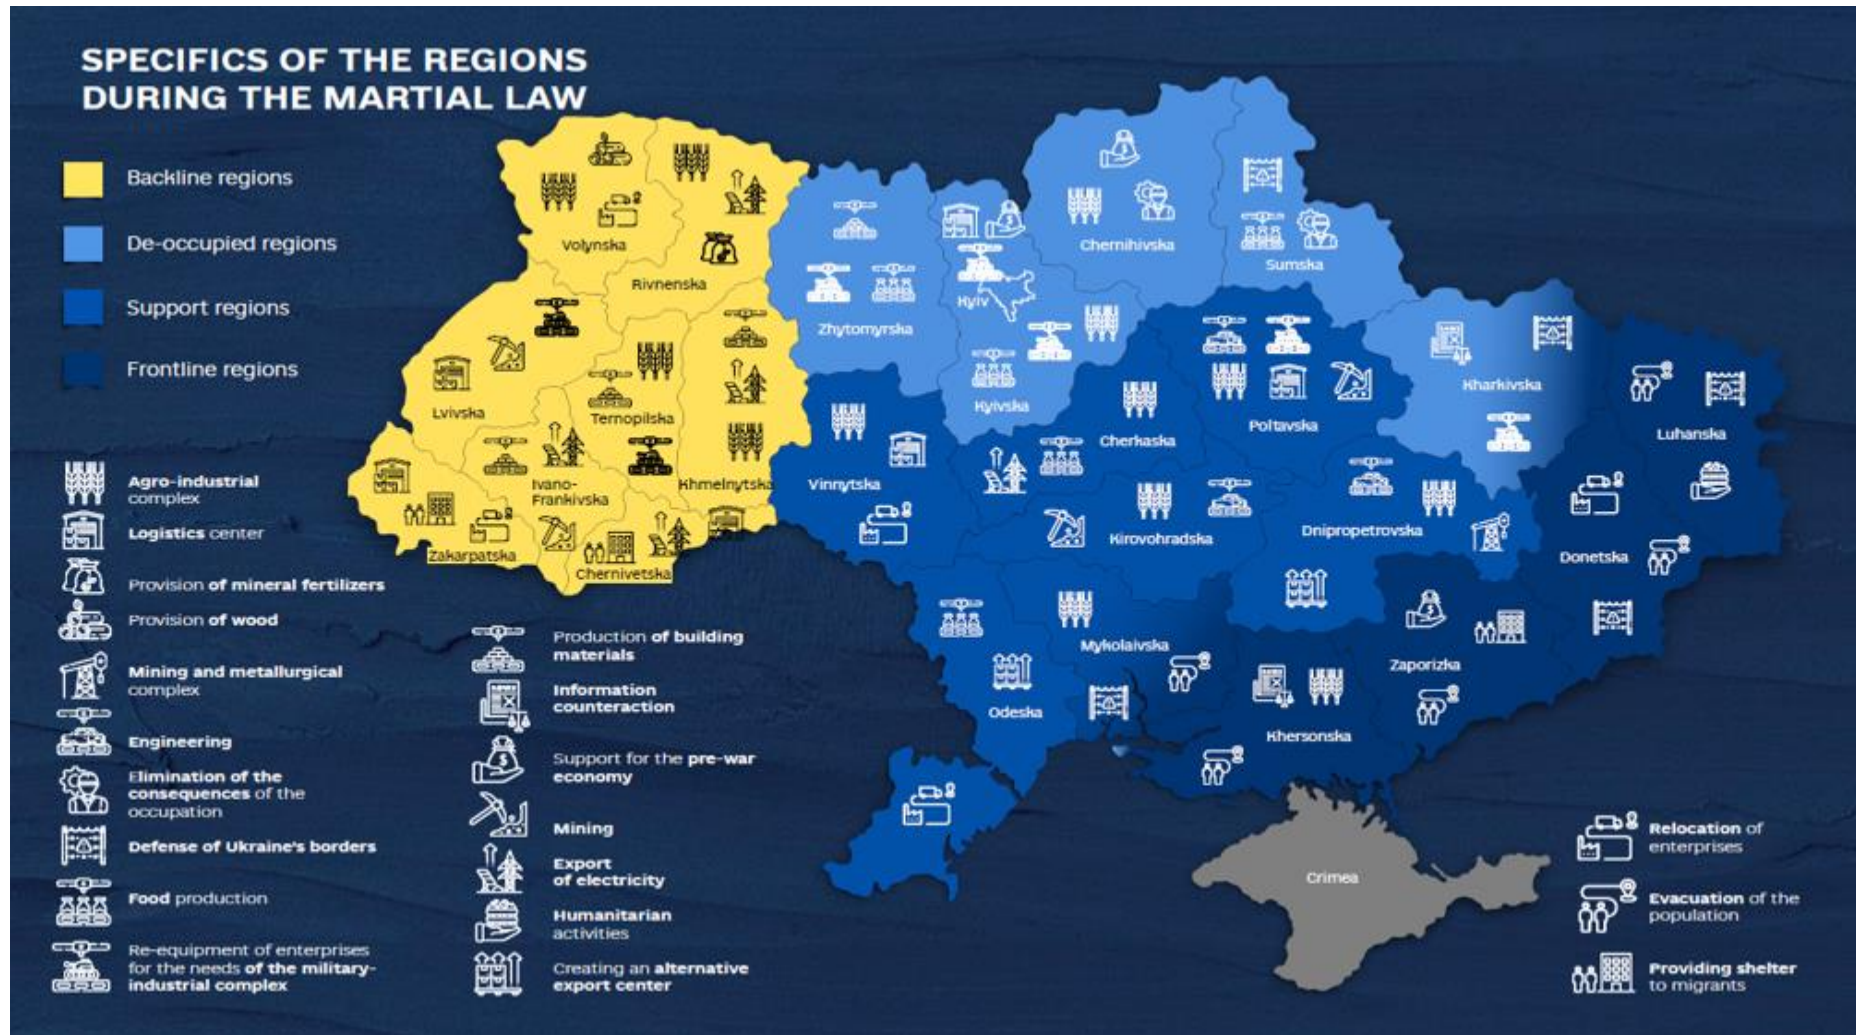 SPECIFICS OF THE REGIONS
DURING THE MARTIAL LAW
Backline regions
De-occupied regions
Support regions
Frontline regions
Volynska
Rivnenska
Lvivska
Ternopilska
Khmelnytska
Ivano-
Frankivska
Zakarpatska
Chernivetska
Zhytomyrska
Kyiv
Kyivska
Chernihivska
Sumska
Kharkivska
Luhanska
Donetska
Poltavska
Cherkaska
Vinnytska
Kirovohradska
Dnipropetrovska
Mykolaivska
Odeska
Zaporizka
Khersonska
Crimea
Agro-industrial
complex
Logistics center
Provision of mineral fertilizers
Provision of wood
Mining and metallurgical
complex
Engineering
Elimination of the
consequences of the
occupation
Defense of Ukraine's borders
Food production
Re-equipment of enterprises
for the needs of the military-
industrial complex
Production of building
materials
Information
counteraction
Support for the pre-war
economy
Mining
Export
of electricity
Humanitarian
activities
Creating an alternative
export center
Relocation of
enterprises
Evacuation of the
population
Providing shelter
to migrants